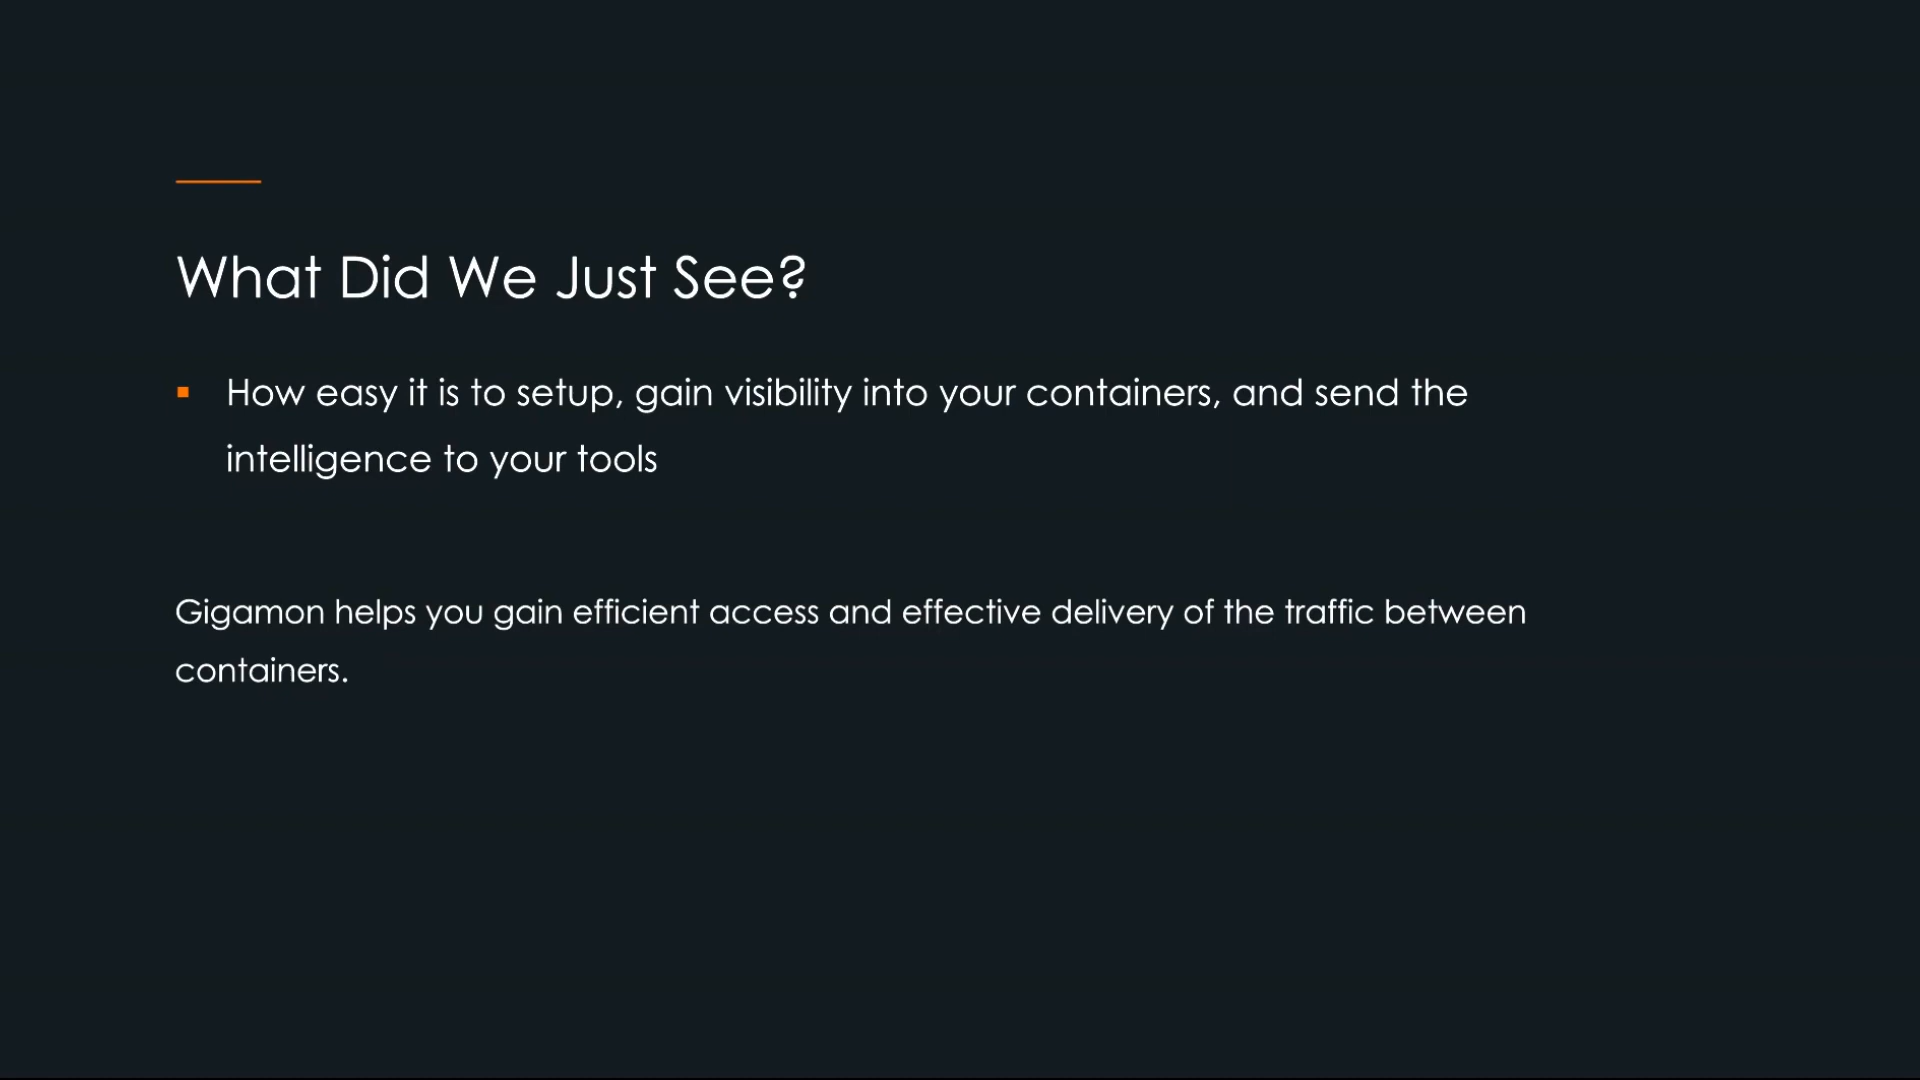 What Did We Just See?
How easy it is to setup, gain visibility into your containers, and send the
intelligence to your tools
Gigamon helps you gain efficient access and effective delivery of the traffic between
containers.